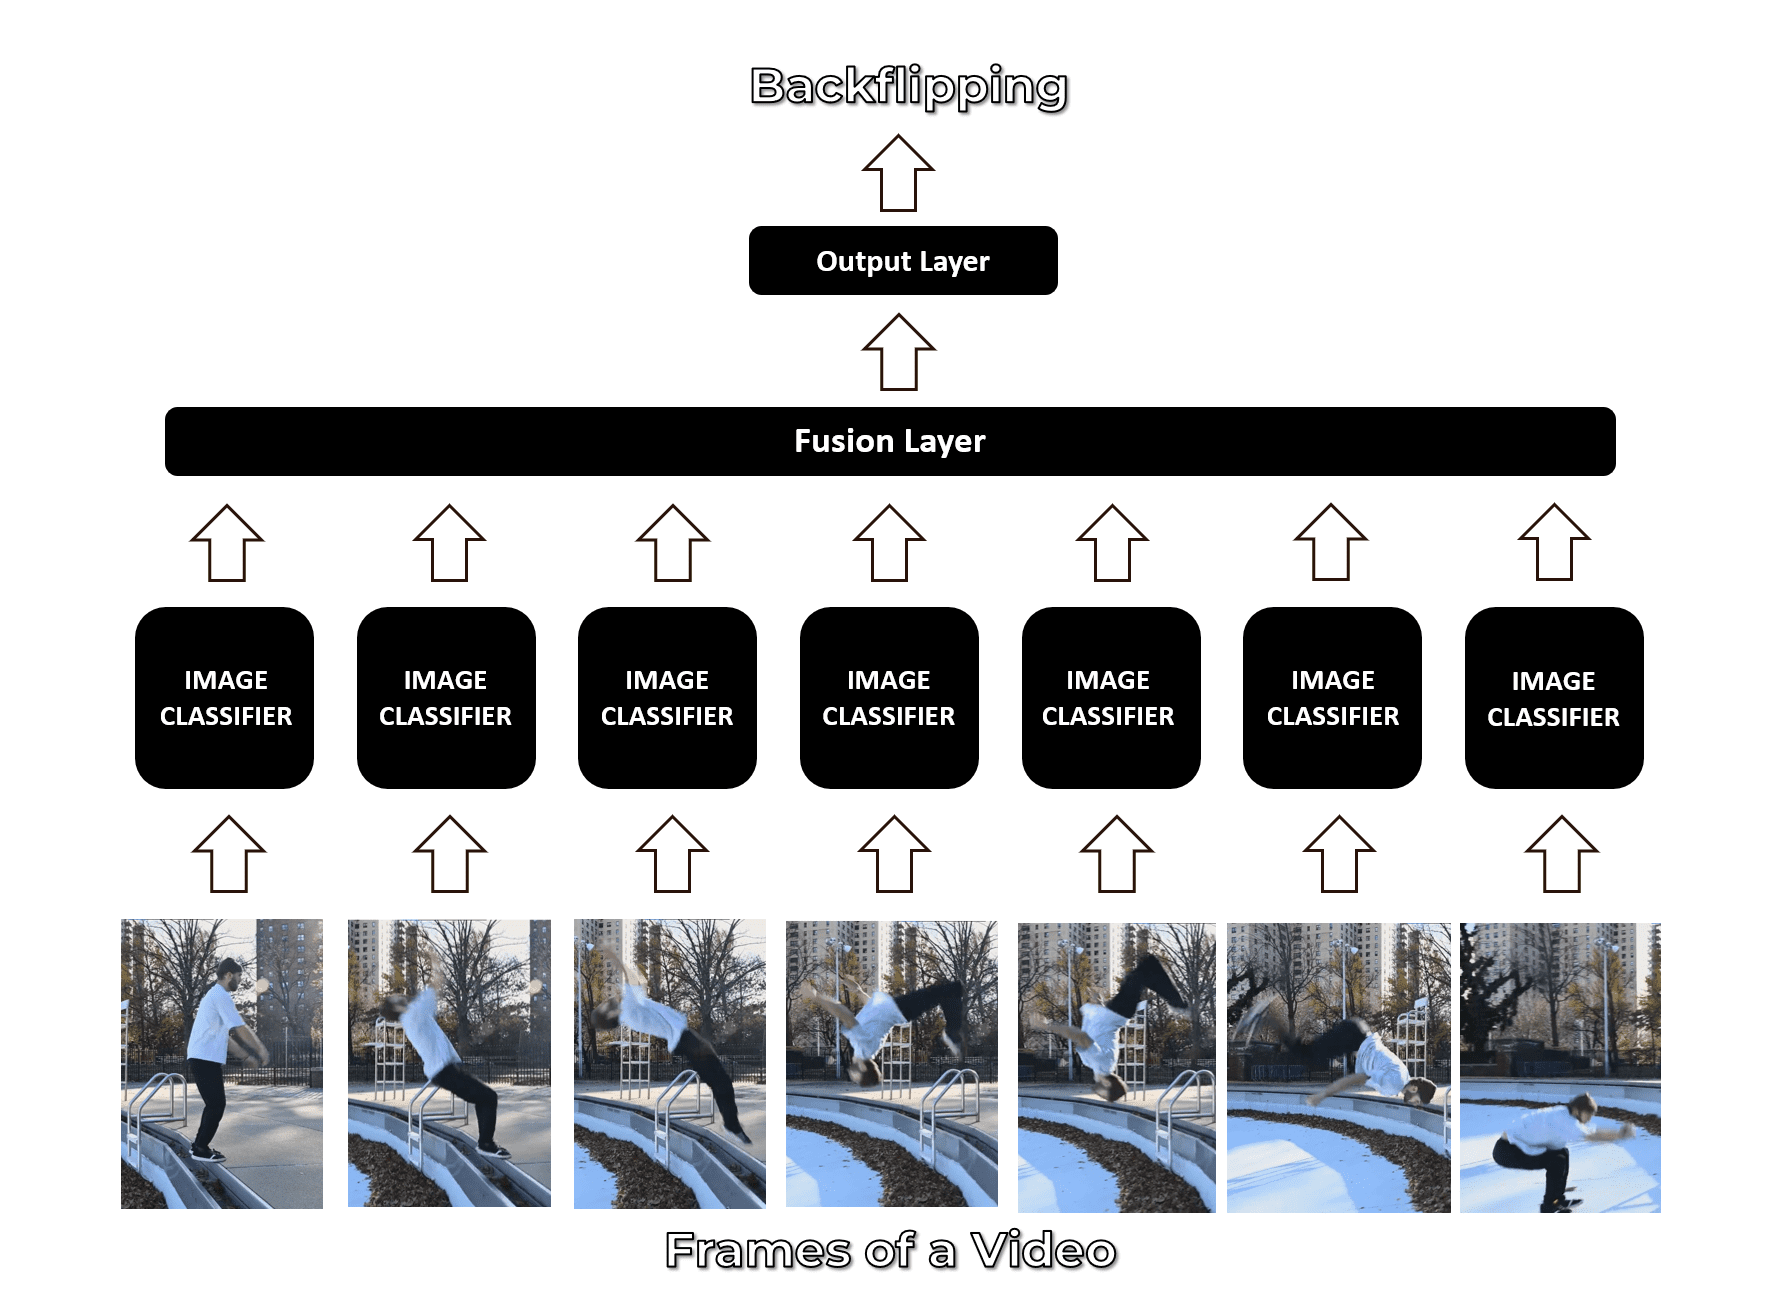 Backflipping
Output Layer
Fusion Layer
IMAGE
CLASSIFIER
IMAGE
CLASSIFIER
IMAGE
CLASSIFIER
IMAGE
CLASSIFIER
IMAGE
CLASSIFIER
IMAGE
CLASSIFIER
IMAGE
CLASSIFIER
Frames of a Video